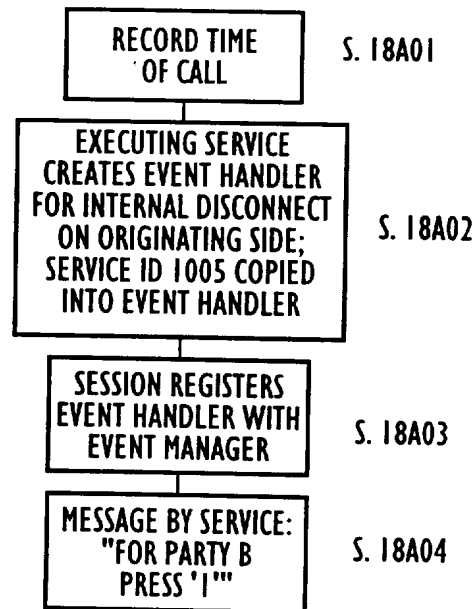 RECORD TIME
OF CALL
S. 18A01
EXECUTING SERVICE
CREATES EVENT HANDLER
FOR INTERNAL DISCONNECT
ON ORIGINATING SIDE;
SERVICE ID 1005 COPIED
INTO EVENT HANDLER
S. 18A02
SESSION REGISTERS
EVENT HANDLER WITH
EVENT MANAGER
S. 18A03
MESSAGE BY SERVICE:
"FOR PARTY B
PRESS '1'"
S. 18A04